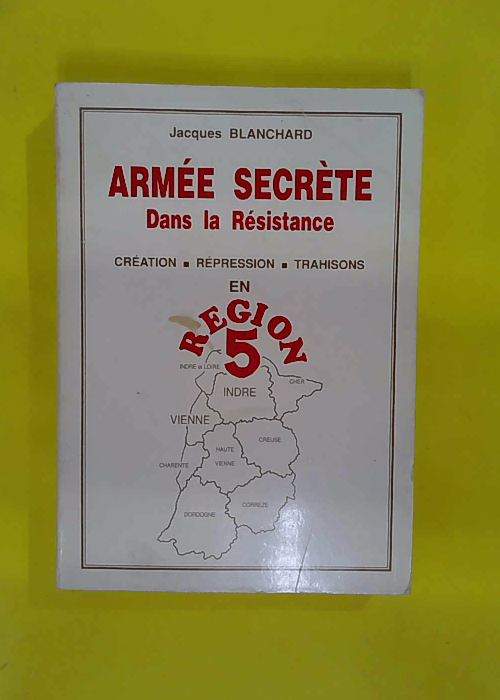 Jacques BLANCHARD
ARMÉE SECRÈTE
Dans la Résistance
CRÉATION ■ RÉPRESSION ■ TRAHISONS
EN
REGION
5
INDRE et LOIRE
CHER
INDRE
VIENNE
CREUSE
HAUTE
VIENNE
CHARENTE
CORREZE
DORDOGNE